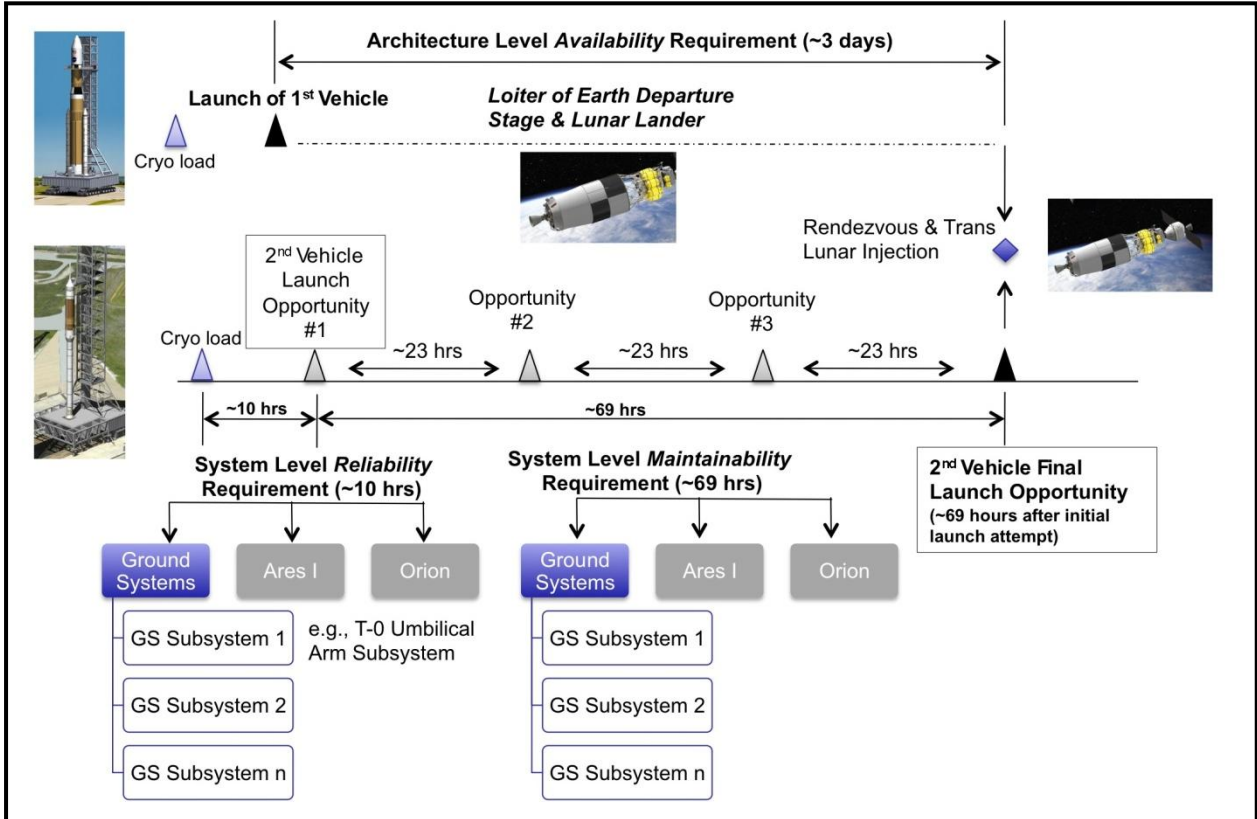 Architecture Level Availability Requirement (~3 days)
Launch of 1st Vehicle
Loiter of Earth Departure
Stage & Lunar Lander
Cryo load
Rendezvous & Trans
Lunar Injection
2nd Vehicle
Launch
Opportunity
#1
Opportunity
#2
Opportunity
#3
Cryo load
~23 hrs
~23 hrs
~23 hrs
~10 hrs
~69 hrs
System Level Reliability
Requirement (~10 hrs)
System Level Maintainability
Requirement (~69 hrs)
2nd Vehicle Final
Launch Opportunity
(~69 hours after initial
launch attempt)
Ground
Systems
Ares I
Orion
Ground
Systems
Ares I
Orion
GS Subsystem 1
e.g., T-0 Umbilical
Arm Subsystem
GS Subsystem 2
GS Subsystem n
GS Subsystem 1
GS Subsystem 2
GS Subsystem n